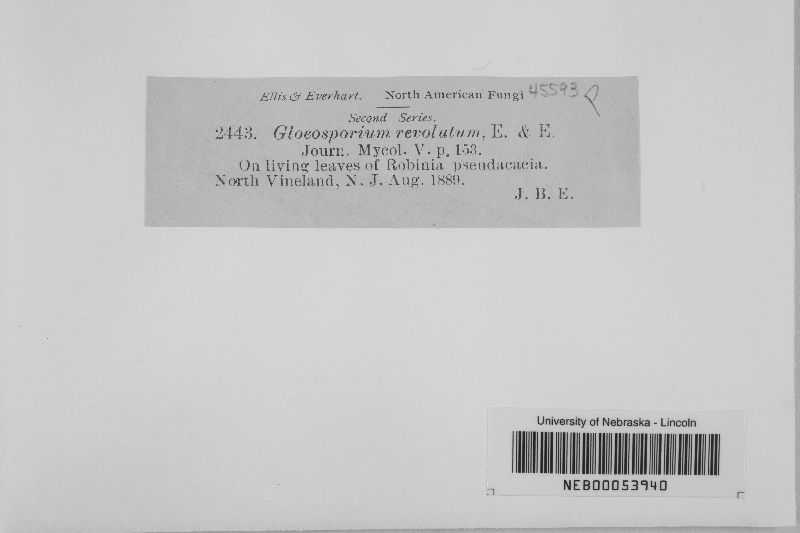 Ellis & Everhart. North American Fungi 45593
Second Series.
2443. Gloeosporium revolutum, E. & E.
Journ. Mycol. V. p. 153.
On living leaves of Robinia pseudacacia.
North Vineland, N. J. Aug. 1889.
J. B. E.
University of Nebraska - Lincoln
NEB00053940